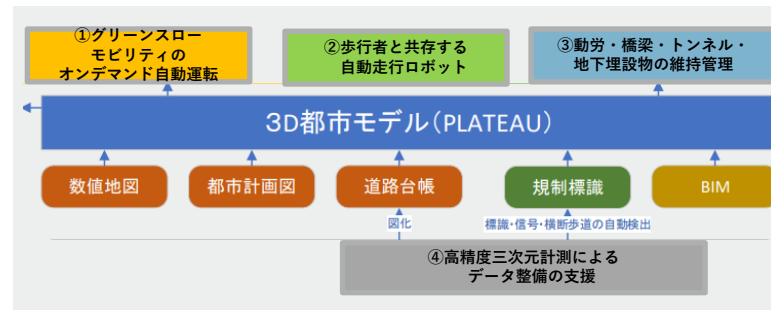 ①グリーンスロー
モビリティの
オンデマンド自動運転
②歩行者と共存する
自動走行ロボット
③動労・橋梁・トンネル・
地下埋設物の維持管理
3D都市モデル（PLATEAU）
数値地図
都市計画図
道路台帳
規制標識
BIM
図化
標識・信号・横断歩道の自動検出
④高精度三次元計測による
データ整備の支援